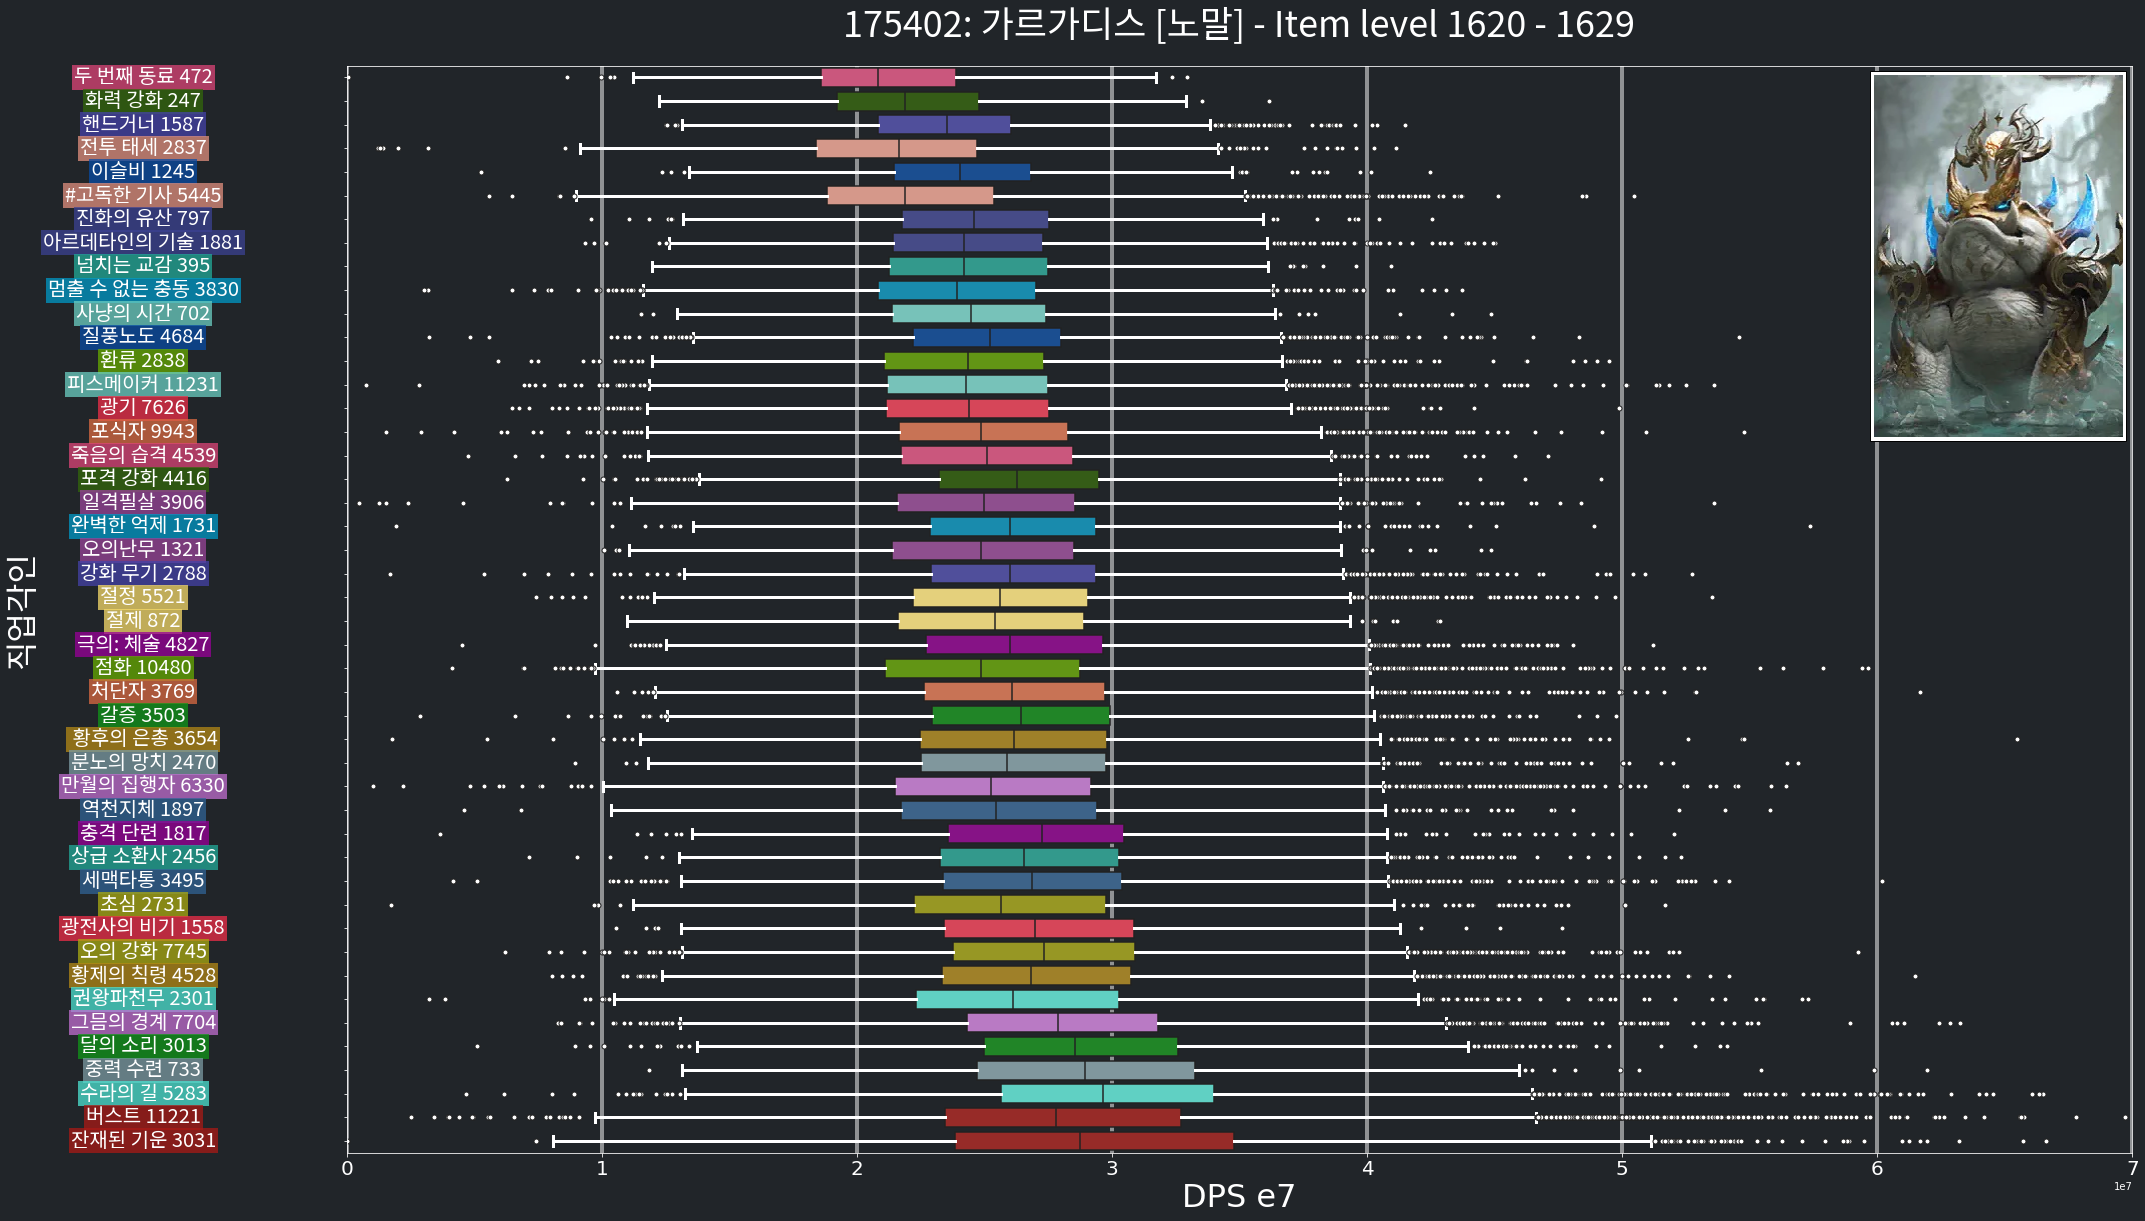 175402: 가르가디스 [노말] - Item level 1620 - 1629
두 번째 동료 472
화력 강화 247
핸드거너 1587
전투 태세 2837
이슬비 1245
#고독한 기사 5445
진화의 유산 797
아르데타인의 기술 1881
넘치는 교감 395
멈출 수 없는 충동 3830
사냥의 시간 702
질풍노도 4684
환류 2838
피스메이커 11231
광기 7626
포식자 9943
죽음의 습격 4539
포격 강화 4416
일격필살 3906
완벽한 억제 1731
오의난무 1321
강화 무기 2788
절정 5521
절제 872
극의: 체술 4827
점화 10480
처단자 3769
갈증 3503
황후의 은총 3654
분노의 망치 2470
만월의 집행자 6330
역천지체 1897
충격 단련 1817
상급 소환사 2456
세맥타통 3495
초심 2731
광전사의 비기 1558
오의 강화 7745
황제의 칙령 4528
권왕파천무 2301
그믐의 경계 7704
달의 소리 3013
중력 수련 733
수라의 길 5283
버스트 11221
잔재된 기운 3031
직업각인
0 1 2 3 4 5 6 7
1e7
DPS e7